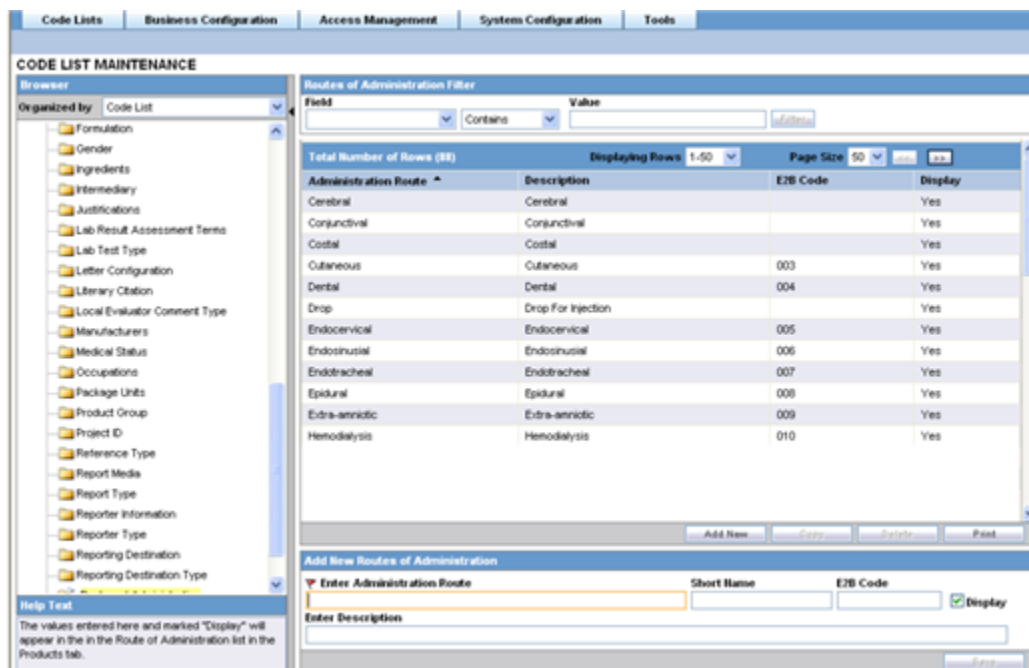 Code Lists Business Configuration Access Management System Configuration Tools
CODE LIST MAINTENANCE
Browser
Organized by Code List
Formulation
Gender
Ingredients
Intermediary
Justifications
Lab Result Assessment Terms
Lab Test Type
Letter Configuration
Literary Citation
Local Evaluator Comment Type
Manufacturers
Medical Status
Occupations
Package Units
Product Group
Project ID
Reference Type
Report Media
Report Type
Reporter Information
Reporter Type
Reporting Destination
Reporting Destination Type
Help Text
The values entered here and marked "Display" will
appear in the in the Route of Administration list in the
Products tab.
Routes of Administration Filter
Field Value
Contains Filter
Total Number of Rows (88) Displaying Rows 1-50 Page Size 50 << >>
Administration Route Description E2B Code Display
Cerebral Cerebral Yes
Conjunctival Conjunctival Yes
Costal Costal Yes
Cutaneous Cutaneous 003 Yes
Dental Dental 004 Yes
Drop Drop For Injection Yes
Endocervical Endocervical 005 Yes
Endosinusial Endosinusial 006 Yes
Endotracheal Endotracheal 007 Yes
Epidural Epidural 008 Yes
Extra-amniotic Extra-amniotic 009 Yes
Hemodialysis Hemodialysis 010 Yes
Add New Copy Delete Print
Add New Routes of Administration
Enter Administration Route Short Name E2B Code
Display
Enter Description
Save